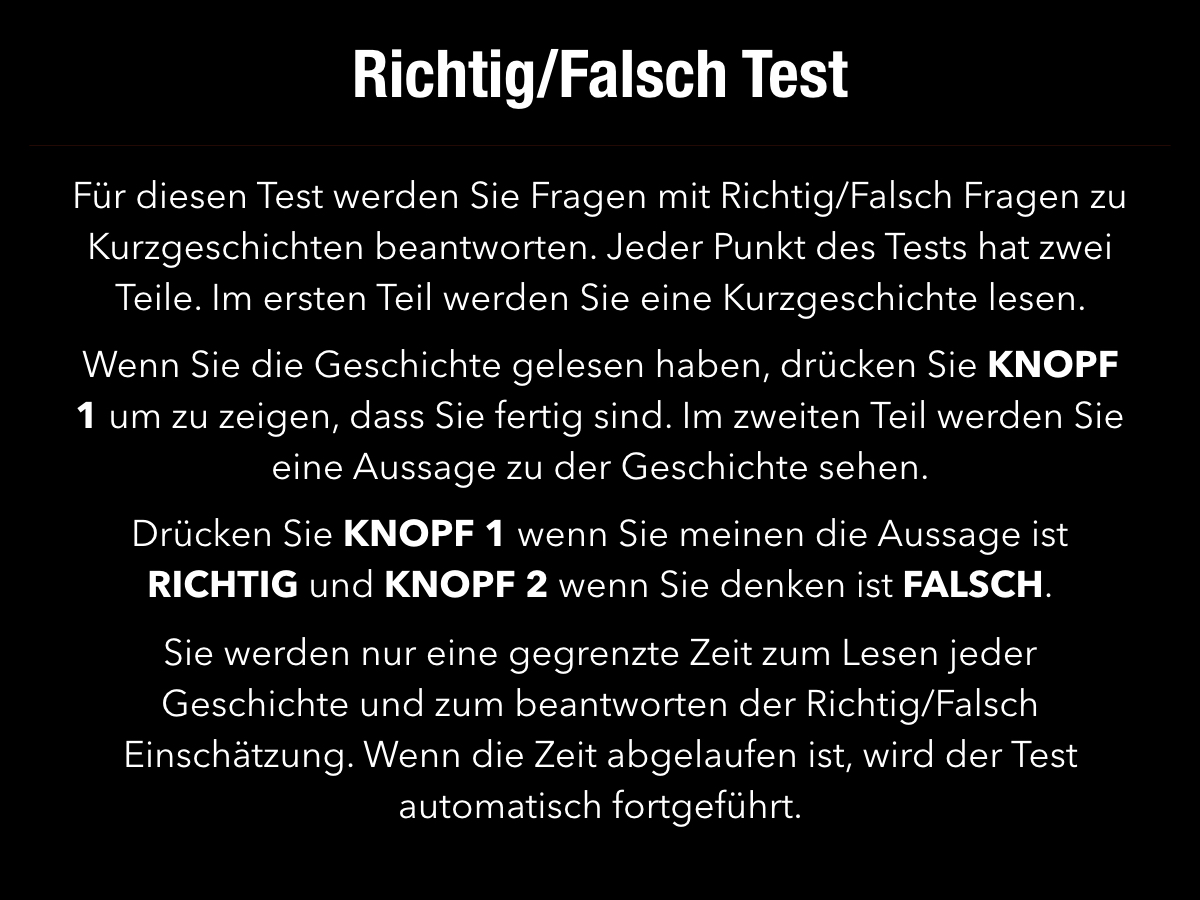 Richtig/Falsch Test
Für diesen Test werden Sie Fragen mit Richtig/Falsch Fragen zu
Kurzgeschichten beantworten. Jeder Punkt des Tests hat zwei
Teile. Im ersten Teil werden Sie eine Kurzgeschichte lesen.
Wenn Sie die Geschichte gelesen haben, drücken Sie KNOPF
1 um zu zeigen, dass Sie fertig sind. Im zweiten Teil werden Sie
eine Aussage zu der Geschichte sehen.
Drücken Sie KNOPF 1 wenn Sie meinen die Aussage ist
RICHTIG und KNOPF 2 wenn Sie denken ist FALSCH.
Sie werden nur eine gegrenzte Zeit zum Lesen jeder
Geschichte und zum beantworten der Richtig/Falsch
Einschätzung. Wenn die Zeit abgelaufen ist, wird der Test
automatisch fortgeführt.